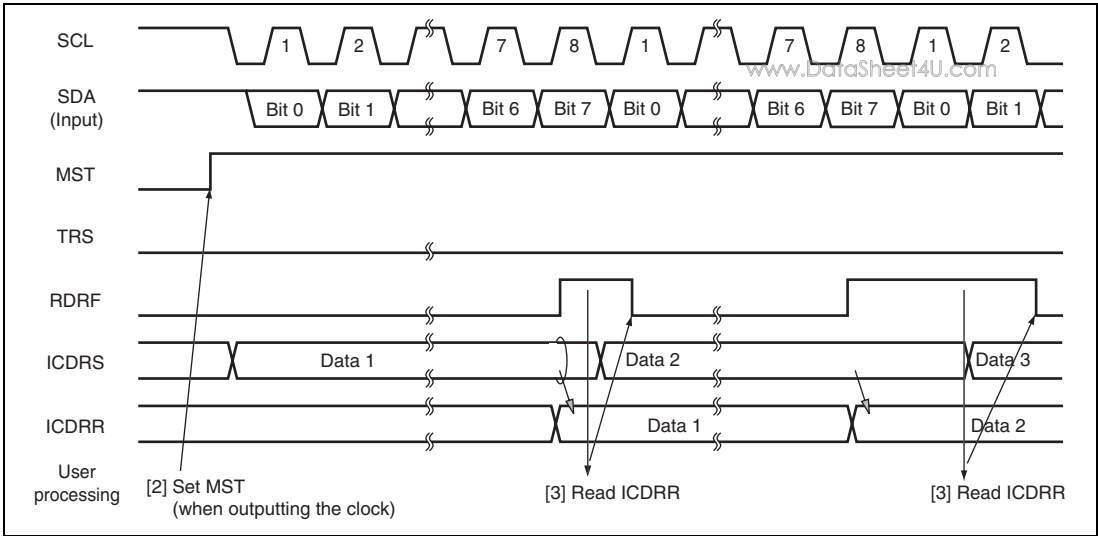 SCL 1 2 7 8 1 7 8 1 2
www.DataSheet4U.com
SDA
(Input)
Bit 0 Bit 1 Bit 6 Bit 7 Bit 0 Bit 6 Bit 7 Bit 0 Bit 1
MST
TRS
RDRF
ICDRS Data 1 Data 2 Data 3
ICDRR Data 1 Data 2
User
processing
[2] Set MST
(when outputting the clock)
[3] Read ICDRR
[3] Read ICDRR